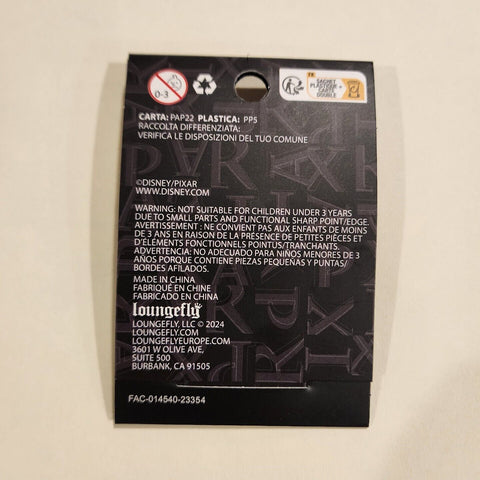 0-3
FR
SACHET
PLASTIQUE +
CARTE
DOUBLE
CARTA: PAP22 PLASTICA: PP5
RACCOLTA DIFFERENZIATA:
VERIFICA LE DISPOSIZIONI DEL TUO COMUNE
©DISNEY/PIXAR
WWW.DISNEY.COM
WARNING: NOT SUITABLE FOR CHILDREN UNDER 3 YEARS
DUE TO SMALL PARTS AND FUNCTIONAL SHARP POINT/EDGE.
AVERTISSEMENT : NE CONVIENT PAS AUX ENFANTS DE MOINS
DE 3 ANS EN RAISON DE LA PRÉSENCE DE PETITES PIÈCES ET
D'ÉLÉMENTS FONCTIONNELS POINTUS/TRANCHANTS.
ADVERTENCIA: NO ADECUADO PARA NIÑOS MENORES DE 3
AÑOS PORQUE CONTIENE PIEZAS PEQUEÑAS Y PUNTAS/
BORDES AFILADOS.
MADE IN CHINA
FABRIQUÉ EN CHINE
FABRICADO EN CHINA
loungefly
LOUNGEFLY, LLC © 2024
LOUNGEFLY.COM
LOUNGEFLYEUROPE.COM
3601 W OLIVE AVE,
SUITE 500
BURBANK, CA 91505
FAC-014540-23354